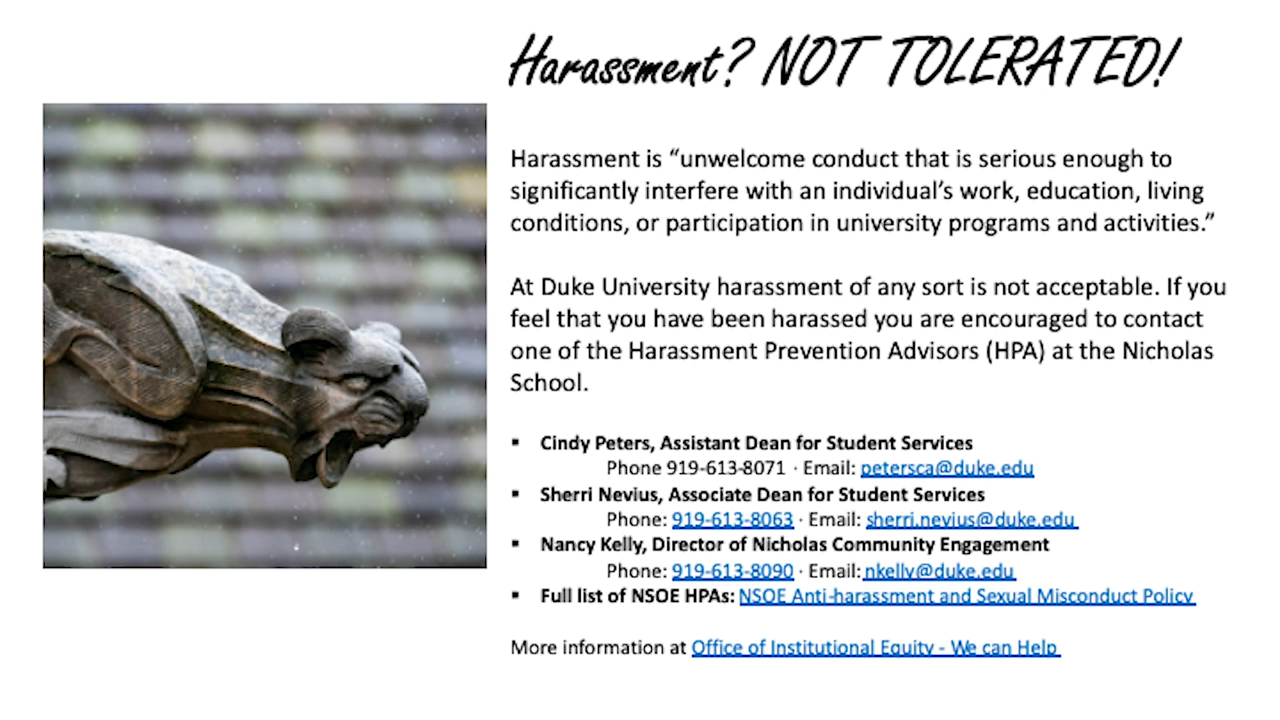 Harassment? NOT TOLERATED!
Harassment is “unwelcome conduct that is serious enough to
significantly interfere with an individual’s work, education, living
conditions, or participation in university programs and activities.”
At Duke University harassment of any sort is not acceptable. If you
feel that you have been harassed you are encouraged to contact
one of the Harassment Prevention Advisors (HPA) at the Nicholas
School.
▪ Cindy Peters, Assistant Dean for Student Services
Phone 919-613-8071 · Email: petersca@duke.edu
▪ Sherri Nevius, Associate Dean for Student Services
Phone: 919-613-8063 · Email: sherri.nevius@duke.edu
▪ Nancy Kelly, Director of Nicholas Community Engagement
Phone: 919-613-8090 · Email: nkelly@duke.edu
▪ Full list of NSOE HPAs: NSOE Anti-harassment and Sexual Misconduct Policy
More information at Office of Institutional Equity - We can Help